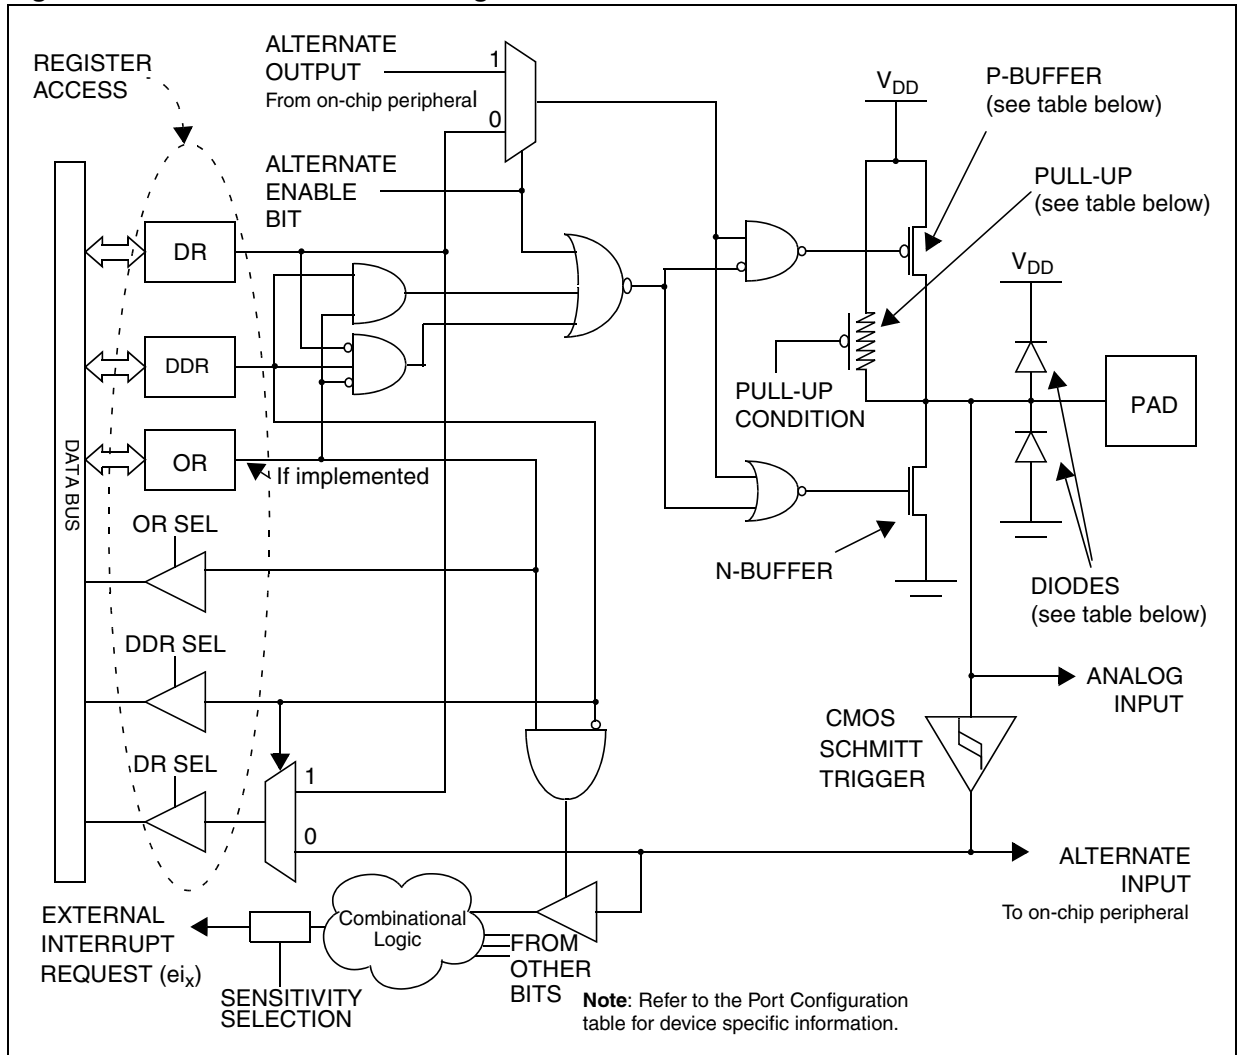 REGISTER
ACCESS
ALTERNATE
OUTPUT
From on-chip peripheral
1
0
ALTERNATE
ENABLE
BIT
VDD
P-BUFFER
(see table below)
PULL-UP
(see table below)
DR
DDR
OR
If implemented
DATA BUS
VDD
PAD
PULL-UP
CONDITION
N-BUFFER
DIODES
(see table below)
OR SEL
DDR SEL
DR SEL
1
0
ANALOG
INPUT
CMOS
SCHMITT
TRIGGER
ALTERNATE
INPUT
To on-chip peripheral
EXTERNAL
INTERRUPT
REQUEST (eix)
Combinational
Logic
FROM
OTHER
BITS
SENSITIVITY
SELECTION
Note: Refer to the Port Configuration
table for device specific information.